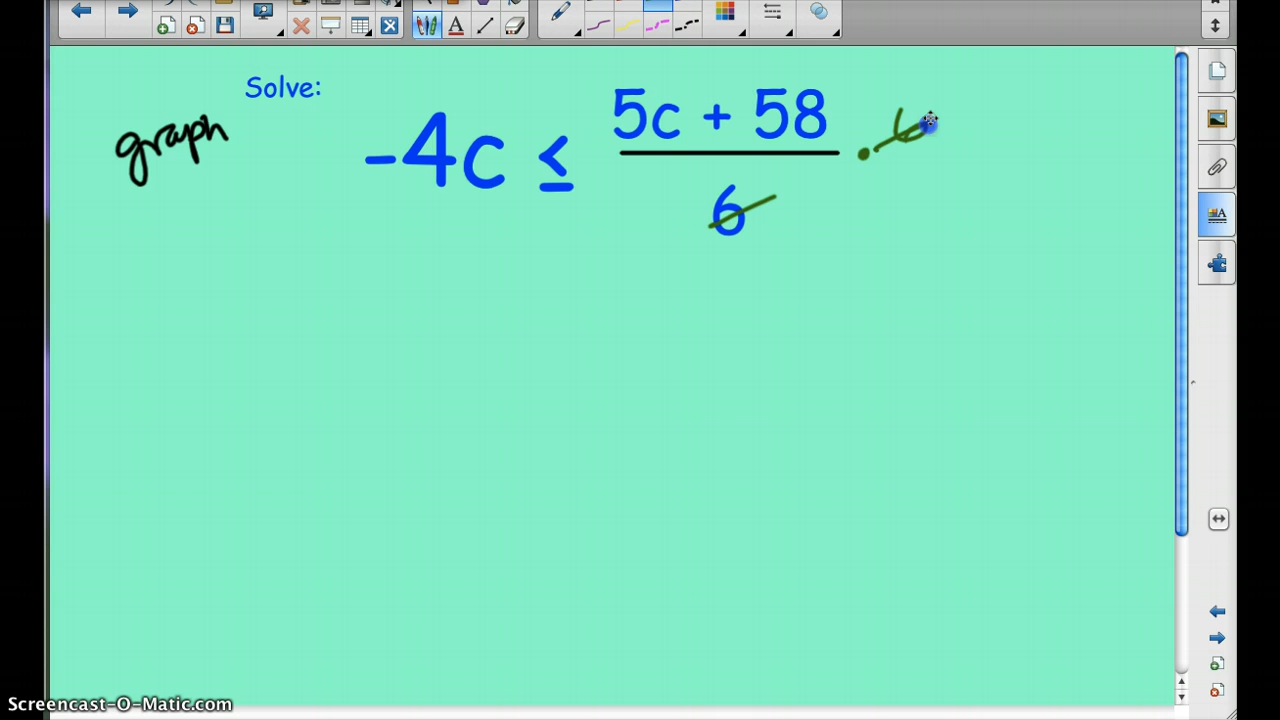 Solve:
graph
-4c ≤ 5c + 58 · 6
6
Screencast-O-Matic.com